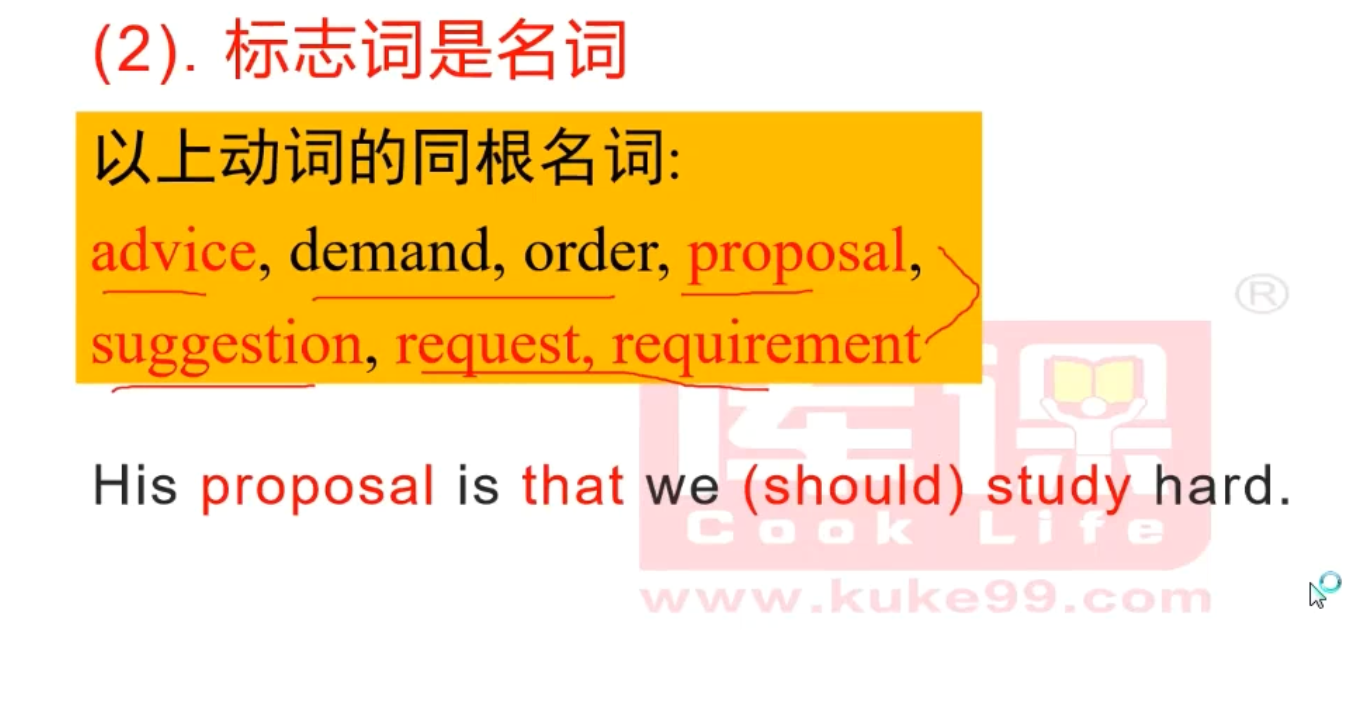 (2). 标志词是名词
以上动词的同根名词:
advice, demand, order, proposal,
suggestion, request, requirement
®
库课
His proposal is that we (should) study hard.
Cook Life
www.kuke99.com